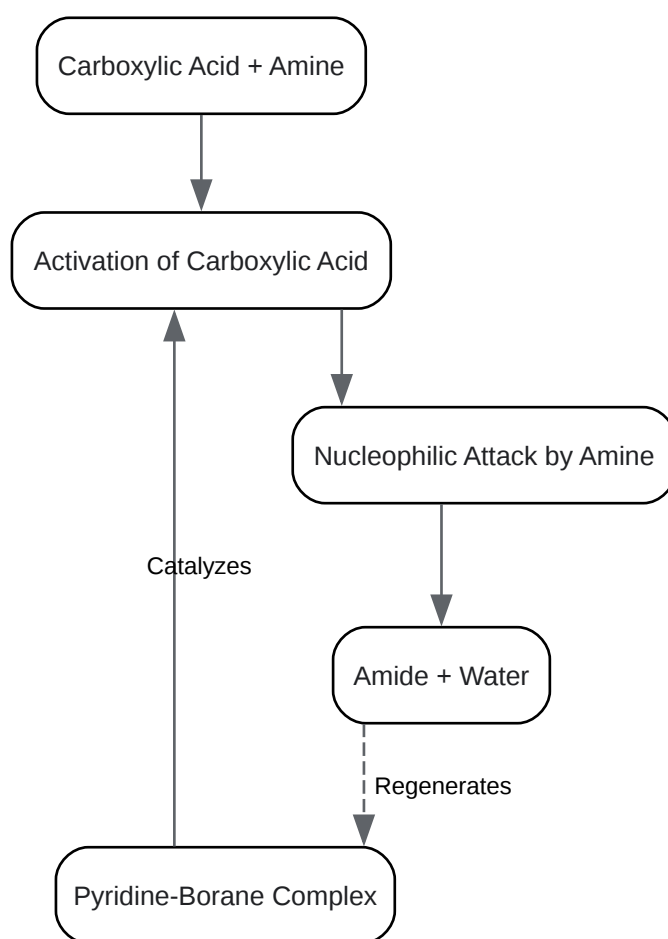 Carboxylic Acid + Amine
Activation of Carboxylic Acid
Nucleophilic Attack by Amine
Catalyzes
Amide + Water
Regenerates
Pyridine-Borane Complex